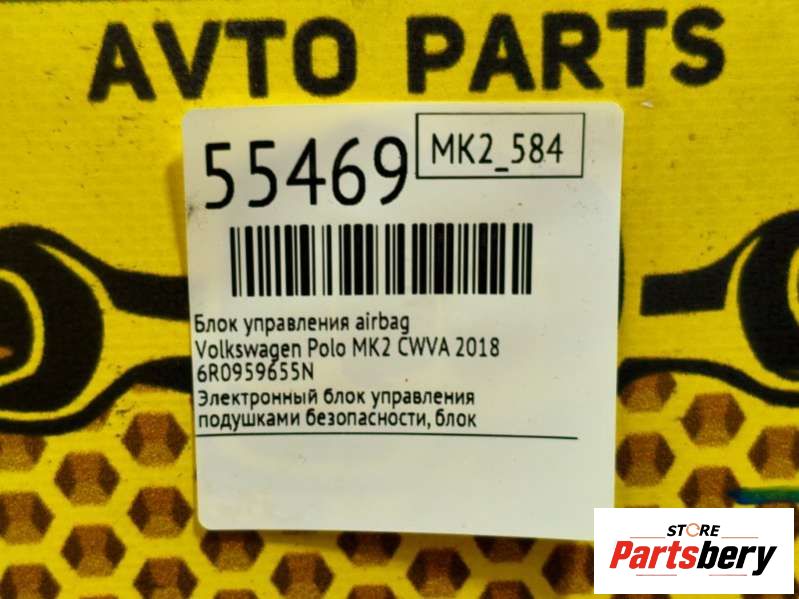 AVTO PARTS
55469
MK2_584
Блок управления airbag
Volkswagen Polo MK2 CWVA 2018
6R0959655N
Электронный блок управления
подушками безопасности, блок
STORE
Partsbery